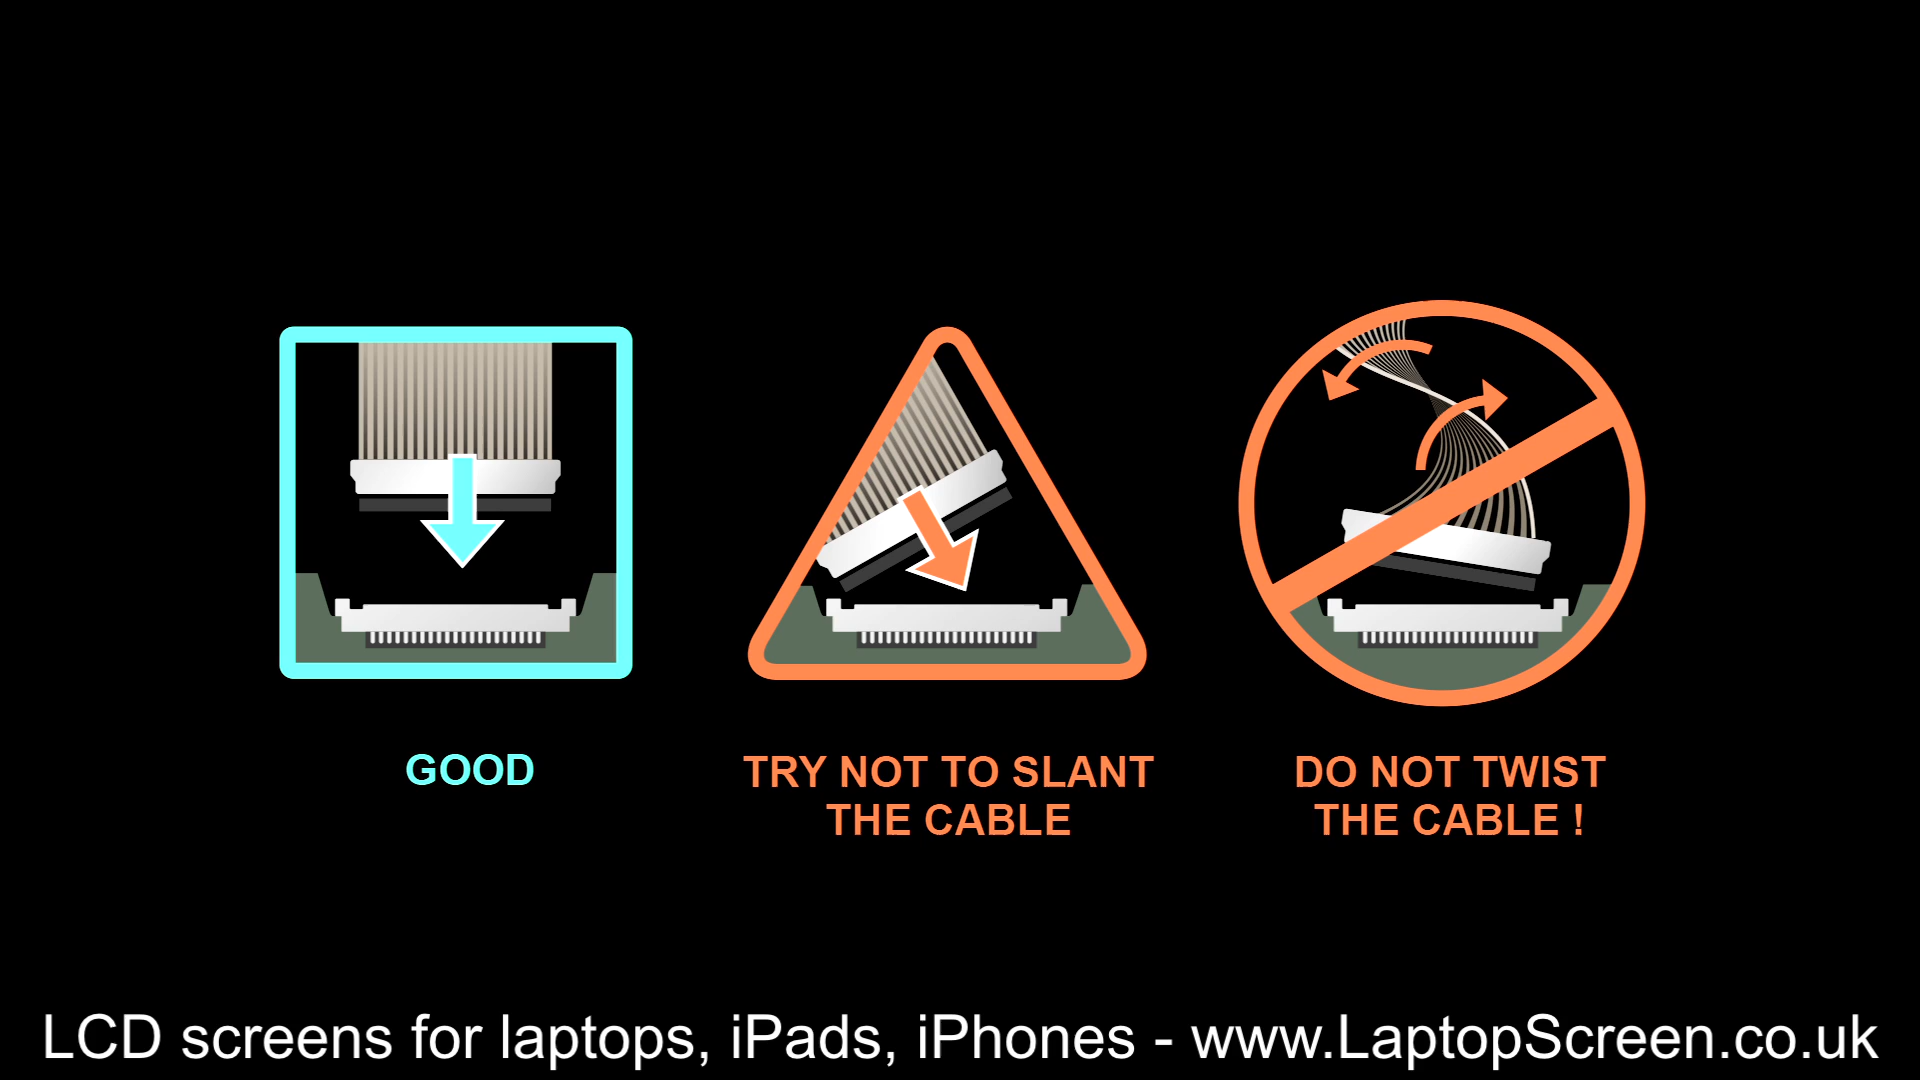 GOOD
TRY NOT TO SLANT
THE CABLE
DO NOT TWIST
THE CABLE !
LCD screens for laptops, iPads, iPhones - www.LaptopScreen.co.uk